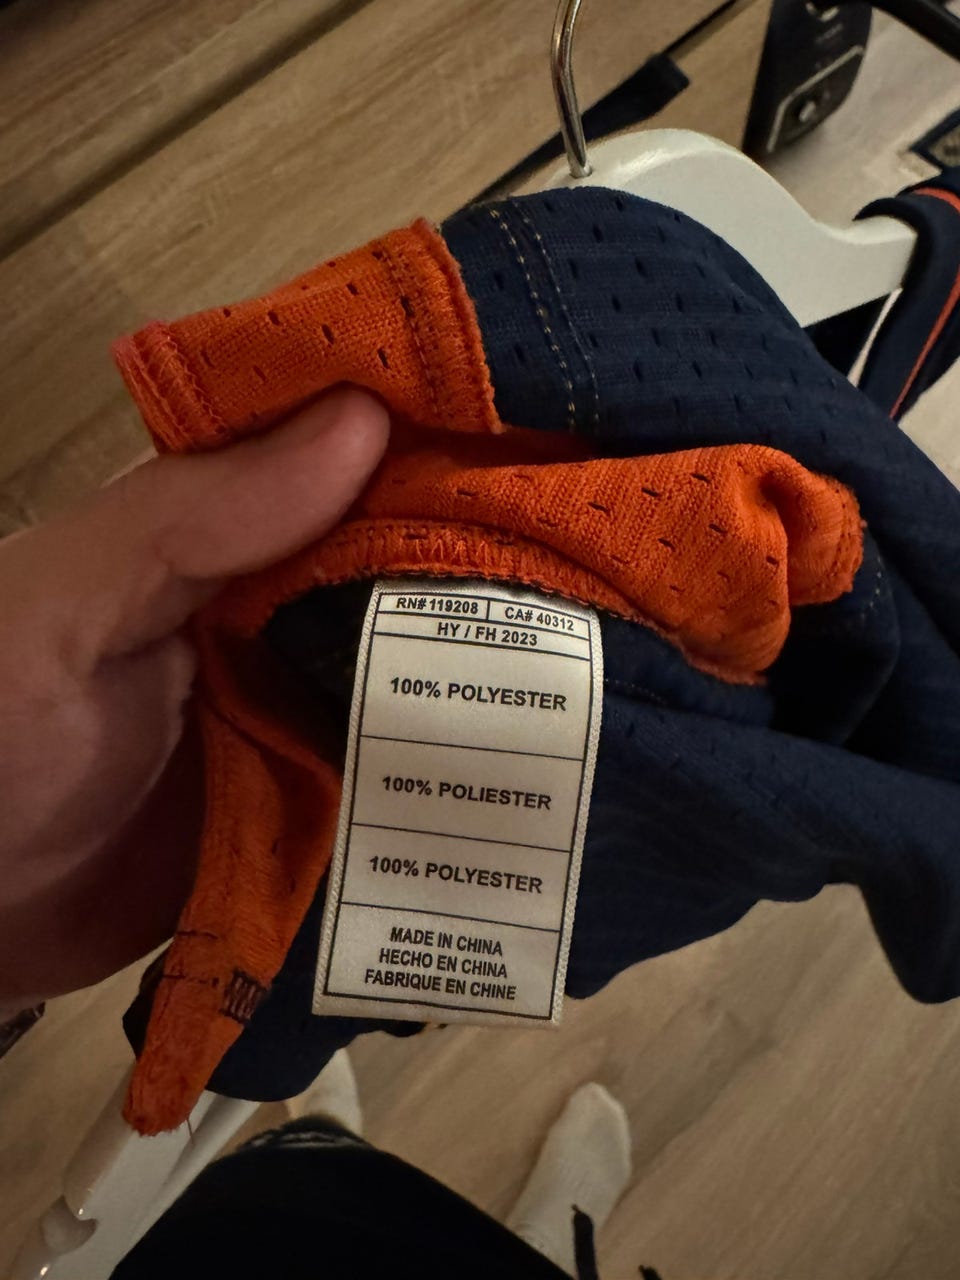 RN# 119208 CA# 40312
HY / FH 2023
100% POLYESTER
100% POLIESTER
100% POLYESTER
MADE IN CHINA
HECHO EN CHINA
FABRIQUE EN CHINE